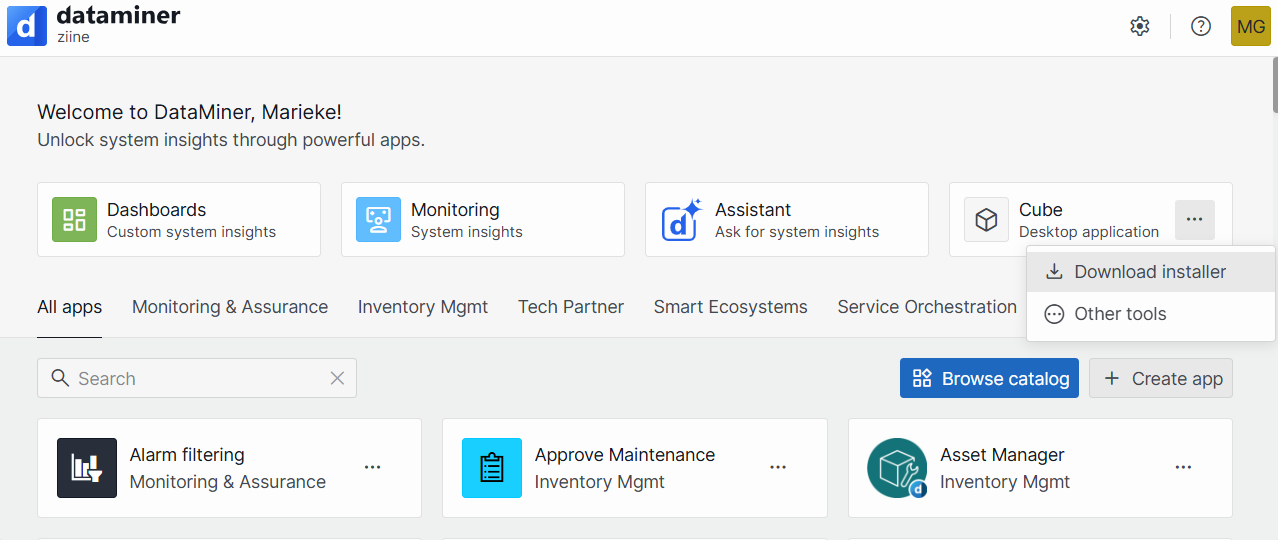 dataminer
ziine
MG
Welcome to DataMiner, Marieke!
Unlock system insights through powerful apps.
Dashboards
Custom system insights
Monitoring
System insights
Assistant
Ask for system insights
Cube
Desktop application
Download installer
Other tools
All apps
Monitoring & Assurance
Inventory Mgmt
Tech Partner
Smart Ecosystems
Service Orchestration
Search
Browse catalog
Create app
Alarm filtering
Monitoring & Assurance
Approve Maintenance
Inventory Mgmt
Asset Manager
Inventory Mgmt